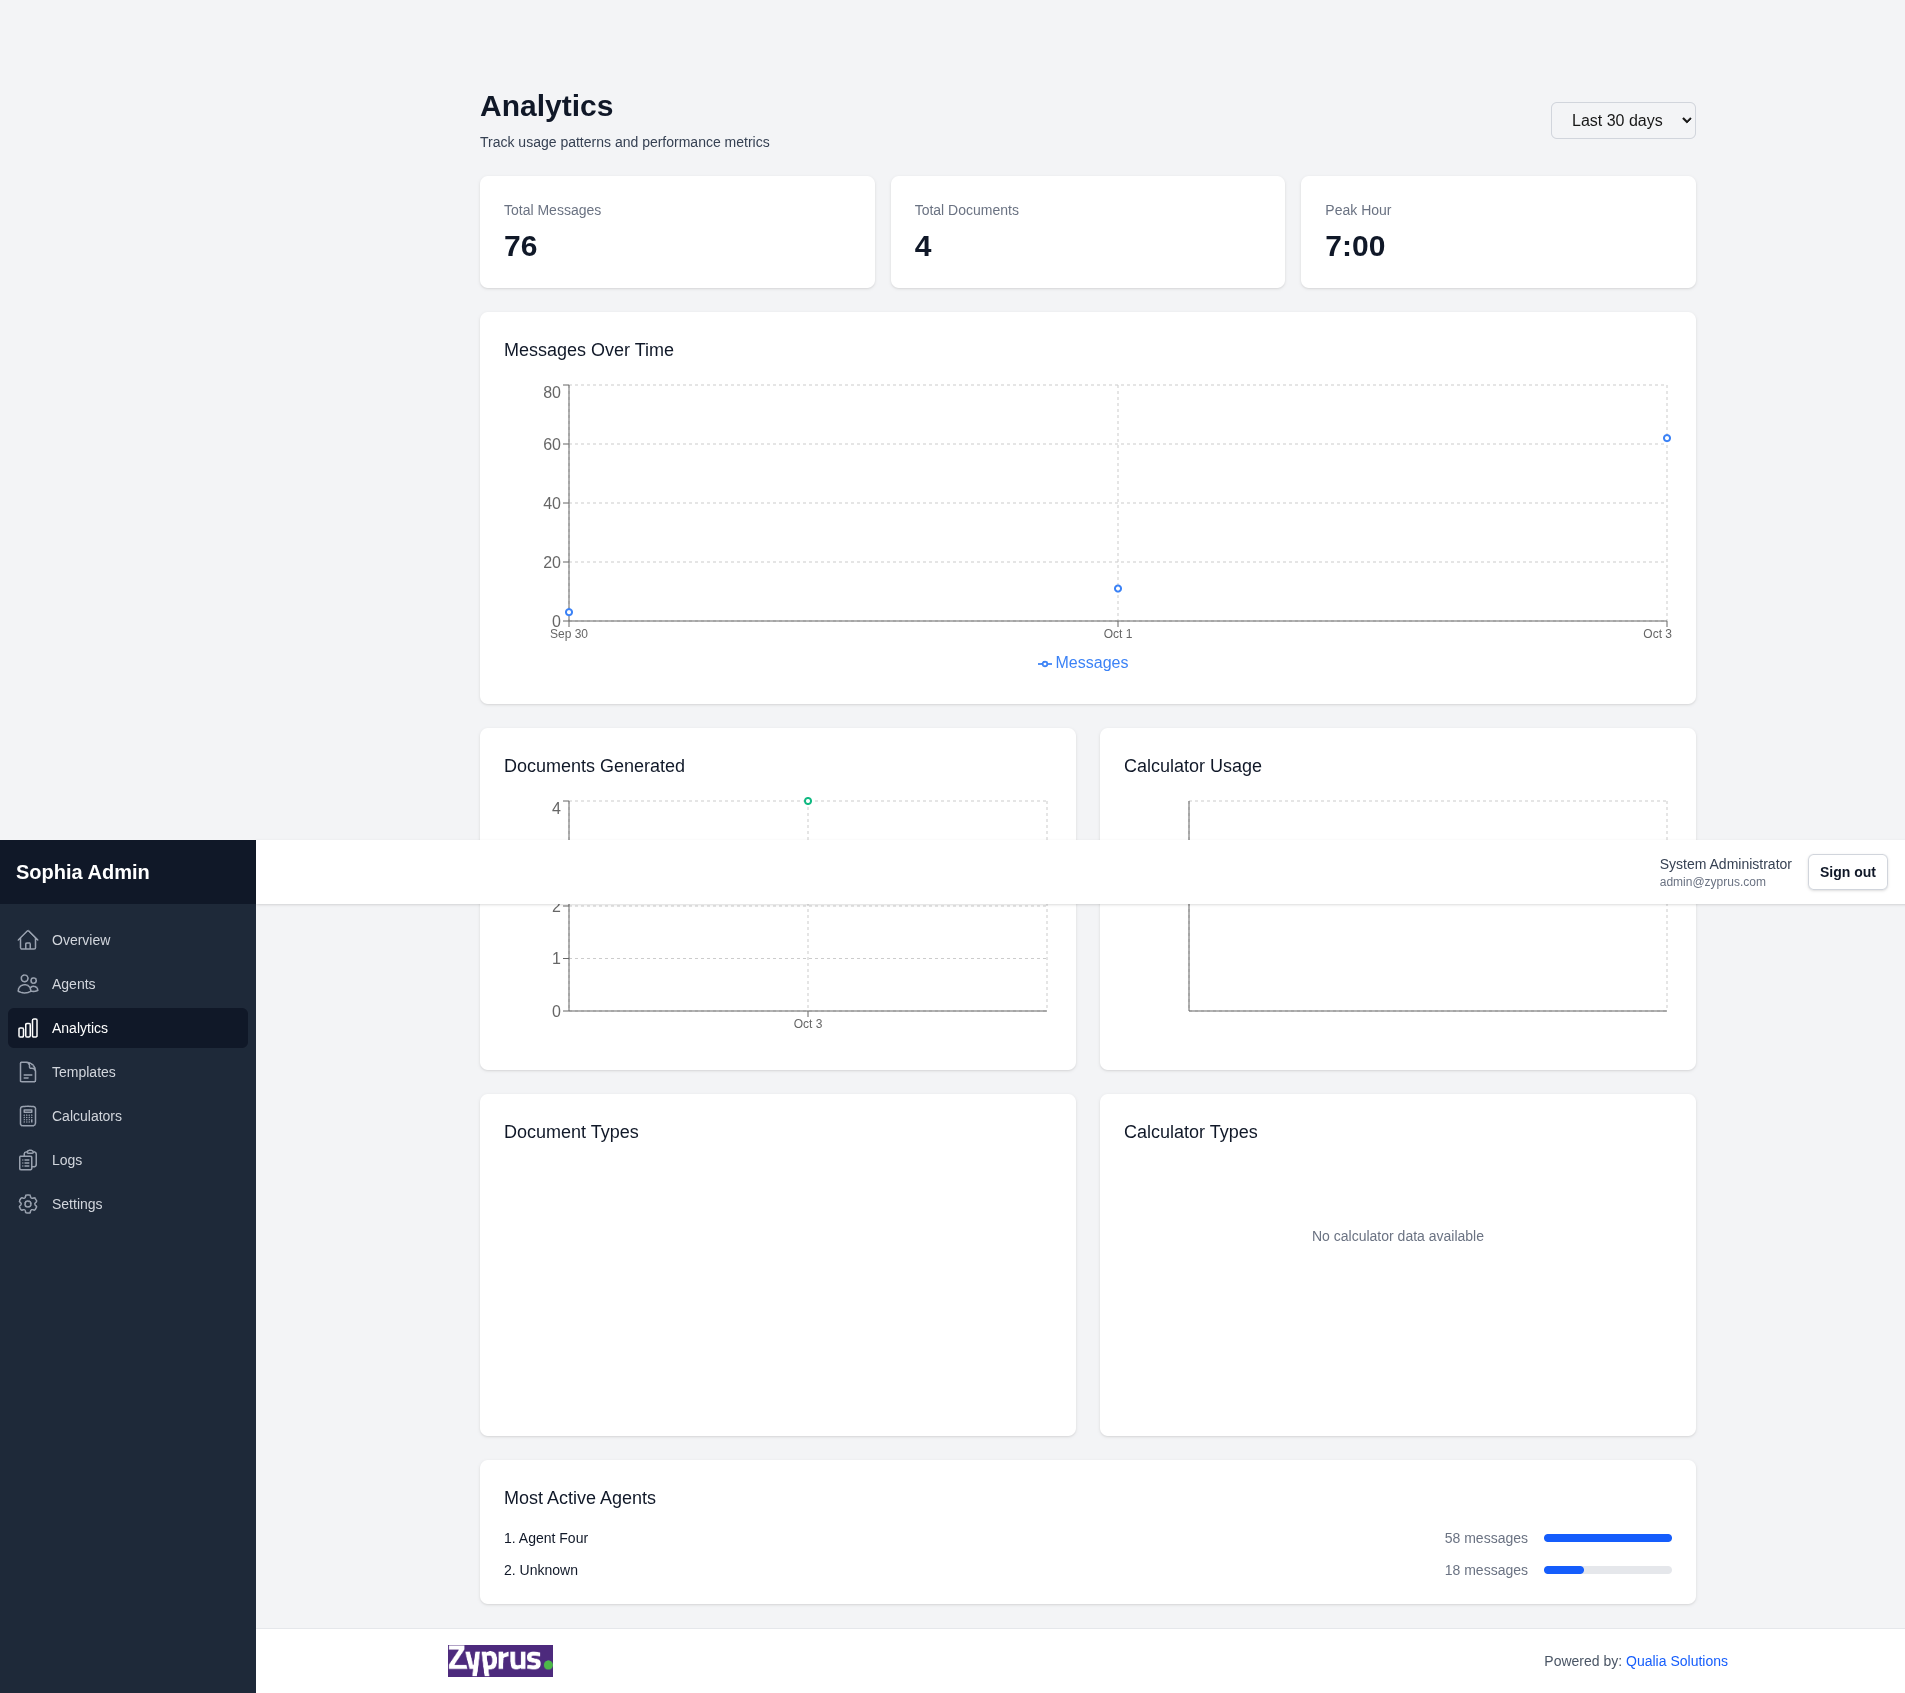 Analytics
Track usage patterns and performance metrics
Last 30 days
Total Messages
76
Total Documents
4
Peak Hour
7:00
Messages Over Time
80
60
40
20
0
Sep 30
Oct 1
Oct 3
Messages
Documents Generated
4
2
1
0
Oct 3
Calculator Usage
Sophia Admin
System Administrator
admin@zyprus.com
Sign out
Overview
Agents
Analytics
Templates
Calculators
Logs
Settings
Document Types
Calculator Types
No calculator data available
Most Active Agents
1. Agent Four
58 messages
2. Unknown
18 messages
Zyprus.
Powered by: Qualia Solutions